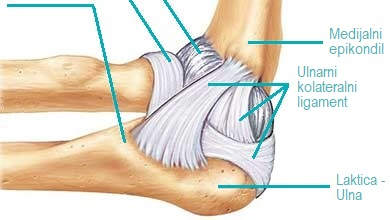 Medijalni
epikondil
Ulnarni
kolateralni
ligament
Laktica -
Ulna